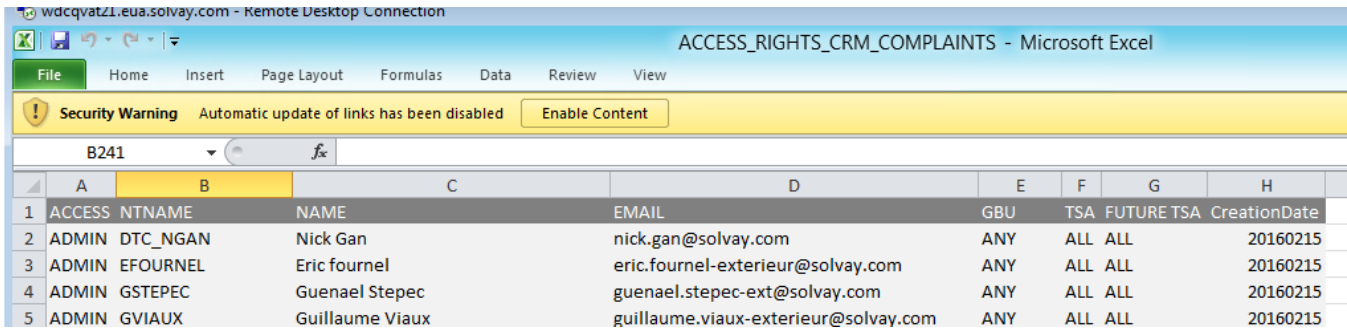 wdcqvat21.eua.solvay.com - Remote Desktop Connection
ACCESS_RIGHTS_CRM_COMPLAINTS - Microsoft Excel
File Home Insert Page Layout Formulas Data Review View
Security Warning Automatic update of links has been disabled Enable Content
B241 fx
A B C D E F G H
1 ACCESS NTNAME NAME EMAIL GBU TSA FUTURE TSA CreationDate
2 ADMIN DTC_NGAN Nick Gan nick.gan@solvay.com ANY ALL ALL 20160215
3 ADMIN EFOURNEL Eric fournel eric.fournel-exterieur@solvay.com ANY ALL ALL 20160215
4 ADMIN GSTEPEC Guenael Stepec guenael.stepec-ext@solvay.com ANY ALL ALL 20160215
5 ADMIN GVIAUX Guillaume Viaux guillaume.viaux-exterieur@solvay.com ANY ALL ALL 20160215